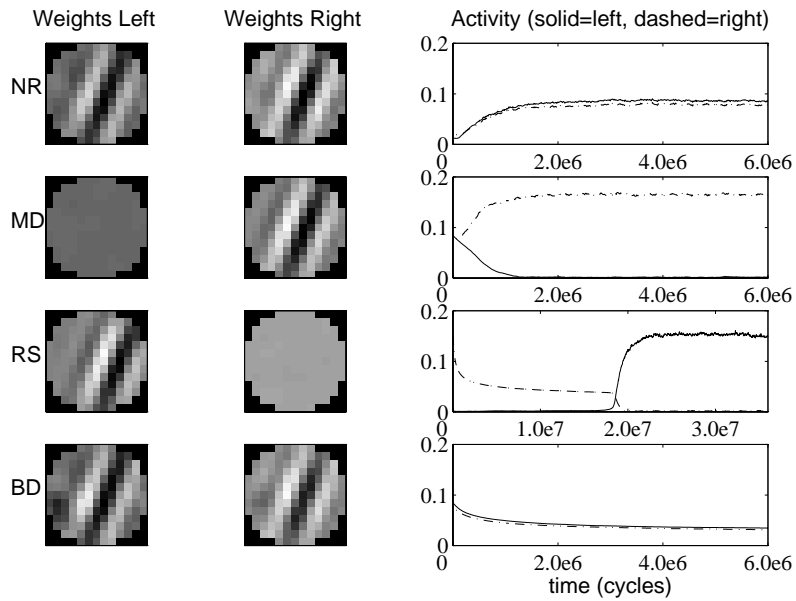 Weights Left
Weights Right
Activity (solid=left, dashed=right)
NR
0.2
0.1
0
0
2.0e6
4.0e6
6.0e6
MD
0.2
0.1
0
0
2.0e6
4.0e6
6.0e6
RS
0.2
0.1
0
0
1.0e7
2.0e7
3.0e7
BD
0.2
0.1
0
0
2.0e6
4.0e6
6.0e6
time (cycles)